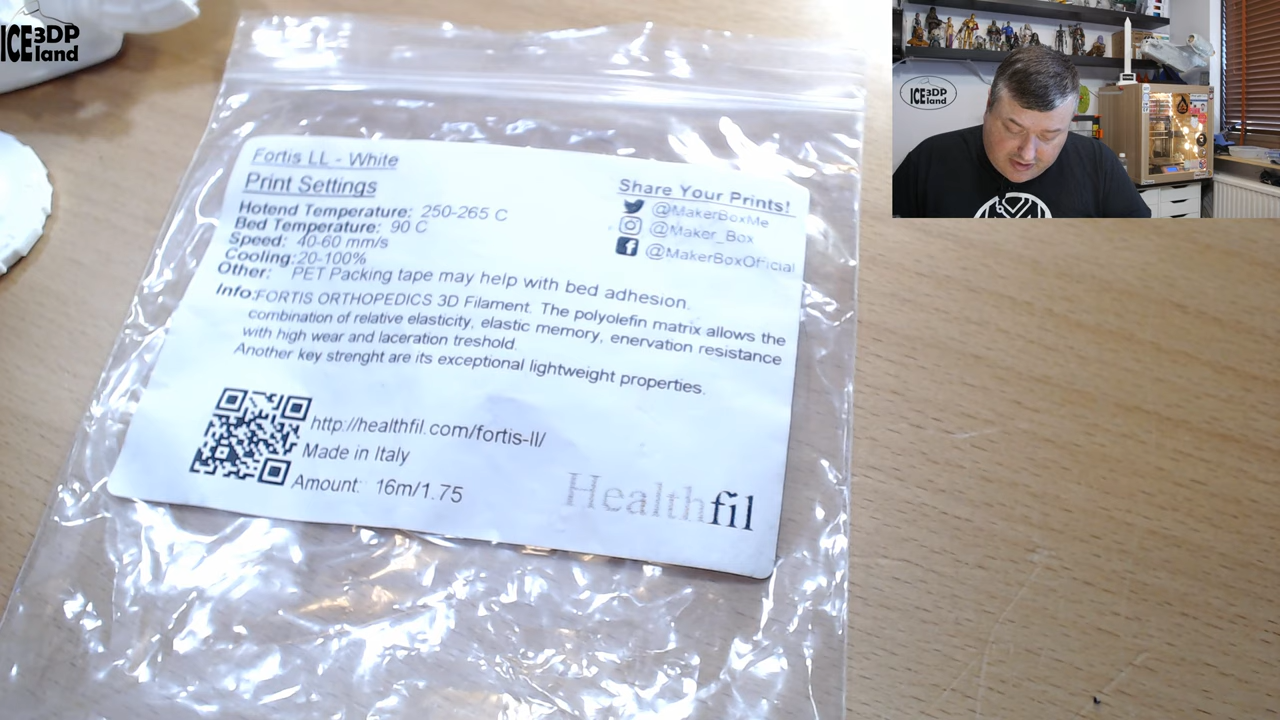 ICE 3DP land
ICE 3DP land
Fortis LL - White
Print Settings
Hotend Temperature: 250-265 C
Bed Temperature: 90 C
Speed: 40-60 mm/s
Cooling:20-100%
Other: PET Packing tape may help with bed adhesion.
Info:FORTIS ORTHOPEDICS 3D Filament. The polyolefin matrix allows the
combination of relative elasticity, elastic memory, enervation resistance
with high wear and laceration treshold.
Another key strenght are its exceptional lightweight properties.
Share Your Prints!
@MakerBoxMe
@Maker_Box
@MakerBoxOfficial
http://healthfil.com/fortis-ll/
Made in Italy
Amount: 16m/1.75
Healthfil